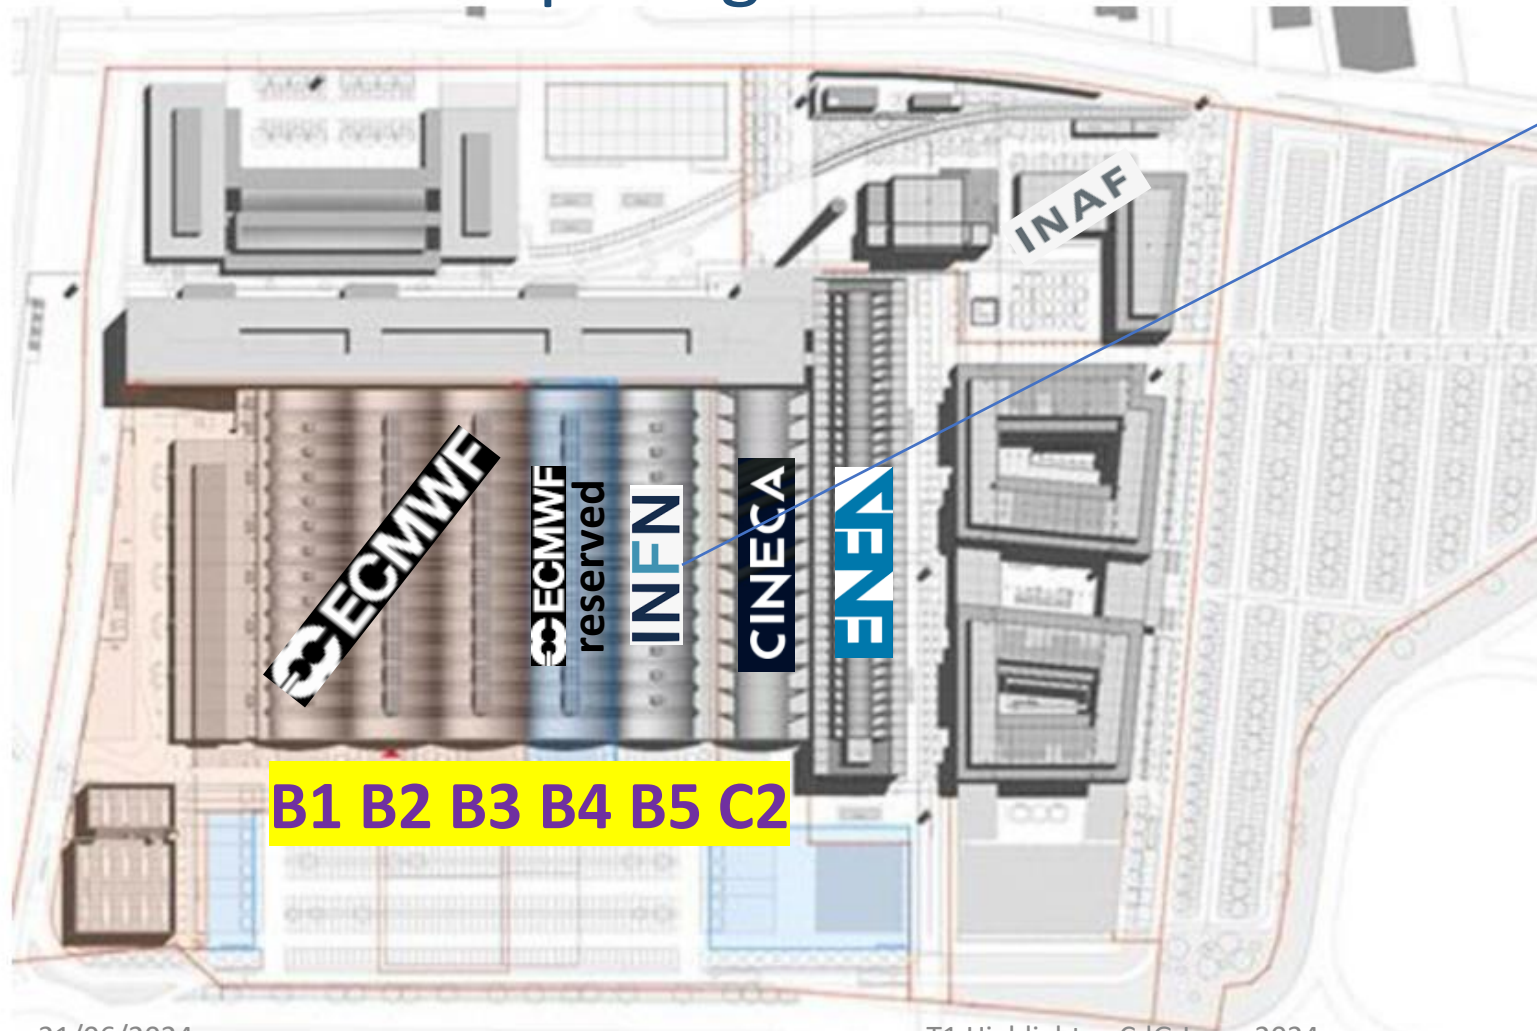 INAF
ECMWF
ECMWF
reserved
INFN
CINECA
ENEA
B1 B2 B3 B4 B5 C2